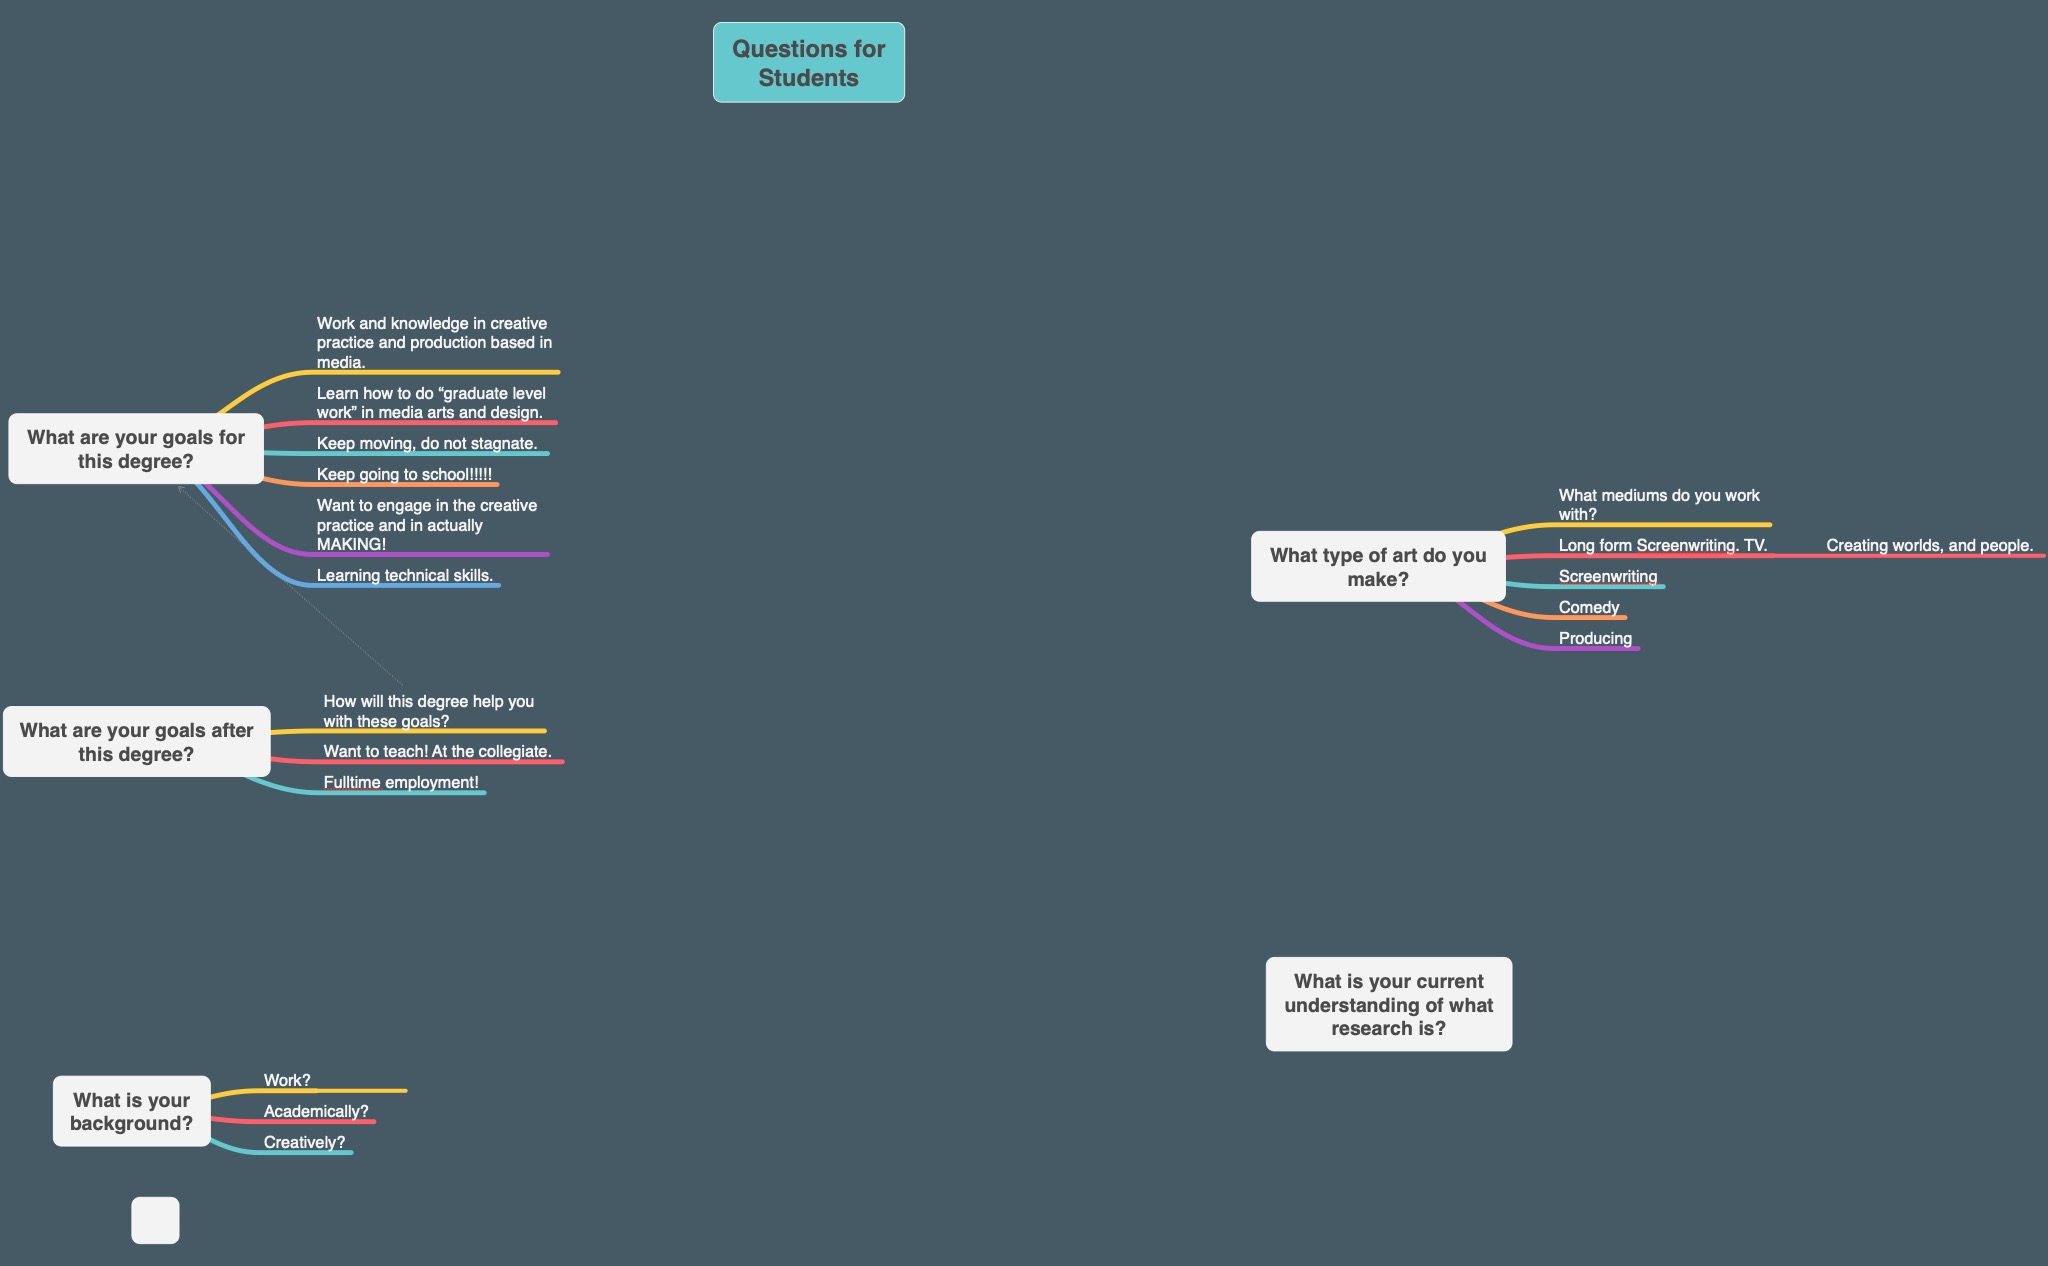 Questions for
Students
Work and knowledge in creative
practice and production based in
media.
Learn how to do “graduate level
work” in media arts and design.
Keep moving, do not stagnate.
Keep going to school!!!!!
Want to engage in the creative
practice and in actually
MAKING!
Learning technical skills.
What are your goals for
this degree?
How will this degree help you
with these goals?
Want to teach! At the collegiate.
Fulltime employment!
What are your goals after
this degree?
Work?
Academically?
Creatively?
What is your
background?
What mediums do you work
with?
Long form Screenwriting. TV.
Creating worlds, and people.
Screenwriting
Comedy
Producing
What type of art do you
make?
What is your current
understanding of what
research is?